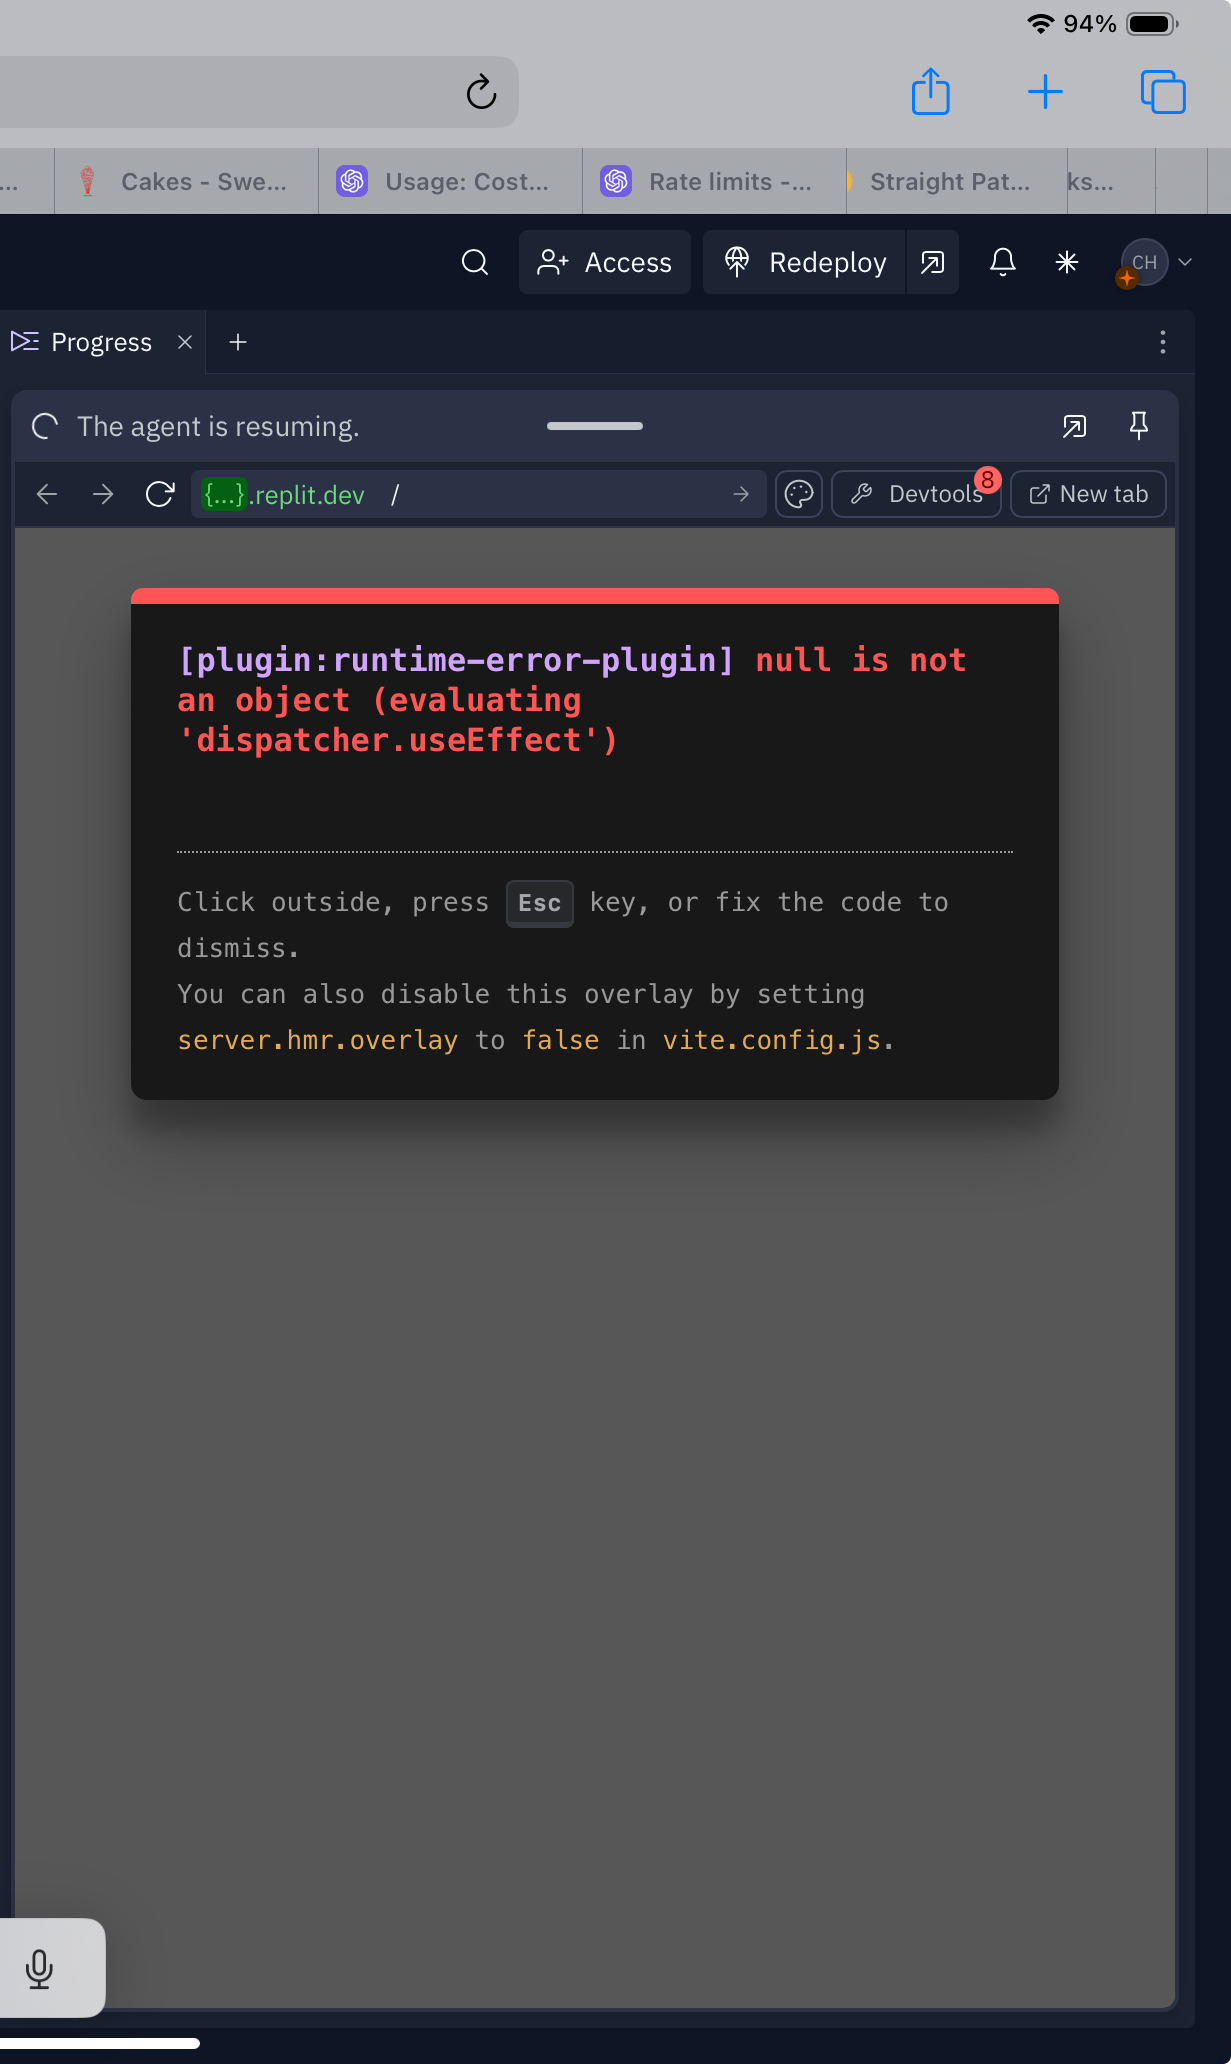 94%
...
Cakes - Swe...
Usage: Cost...
Rate limits -...
Straight Pat...
ks...
Access
Redeploy
CH
Progress
The agent is resuming.
{...}.replit.dev /
Devtools
8
New tab
[plugin:runtime-error-plugin] null is not
an object (evaluating
'dispatcher.useEffect')
Click outside, press Esc key, or fix the code to
dismiss.
You can also disable this overlay by setting
server.hmr.overlay to false in vite.config.js.